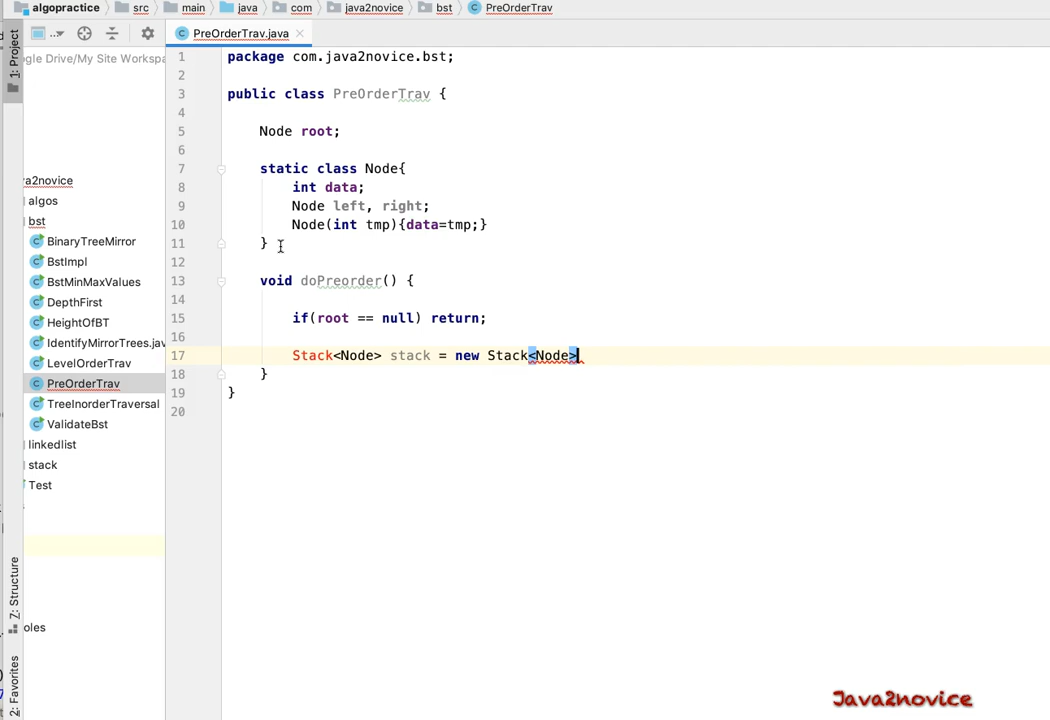 algopractice src main java com java2novice bst PreOrderTrav
1: Project
PreOrderTrav.java
gle Drive/My Site Workspa
va2novice
algos
bst
BinaryTreeMirror
BstImpl
BstMinMaxValues
DepthFirst
HeightOfBT
IdentifyMirrorTrees.jav
LevelOrderTrav
PreOrderTrav
TreeInorderTraversal
ValidateBst
linkedlist
stack
Test
oles
7: Structure
2: Favorites
1 package com.java2novice.bst;
2
3 public class PreOrderTrav {
4
5 Node root;
6
7 static class Node{
8 int data;
9 Node left, right;
10 Node(int tmp){data=tmp;}
11 }
12
13 void doPreorder() {
14
15 if(root == null) return;
16
17 Stack<Node> stack = new Stack<Node>
18 }
19 }
20
Java2novice